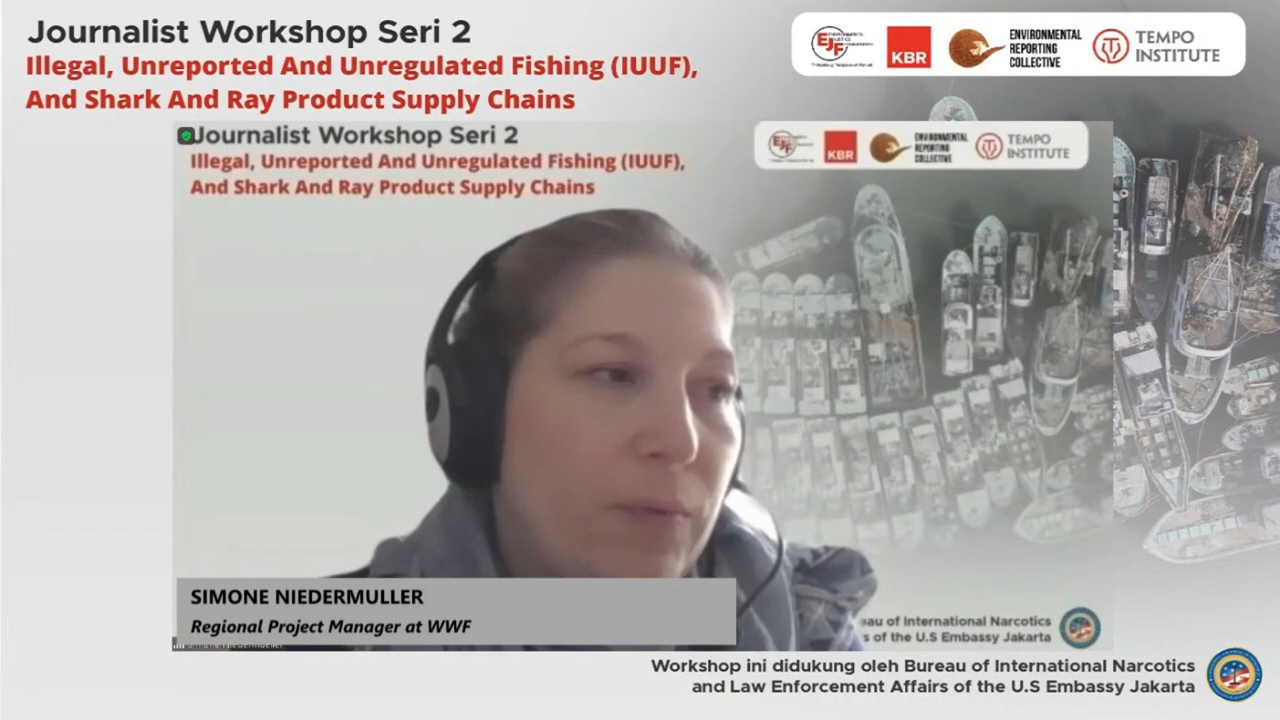 Journalist Workshop Seri 2
Illegal, Unreported And Unregulated Fishing (IUUF),
And Shark And Ray Product Supply Chains
EJF
KBR
ENVIRONMENTAL
REPORTING
COLLECTIVE
TEMPO
INSTITUTE
Journalist Workshop Seri 2
Illegal, Unreported And Unregulated Fishing (IUUF),
And Shark And Ray Product Supply Chains
EJF
KBR
ENVIRONMENTAL
REPORTING
COLLECTIVE
TEMPO
INSTITUTE
SIMONE NIEDERMULLER
Regional Project Manager at WWF
eau of International Narcotics
s of the U.S Embassy Jakarta
Workshop ini didukung oleh Bureau of International Narcotics
and Law Enforcement Affairs of the U.S Embassy Jakarta